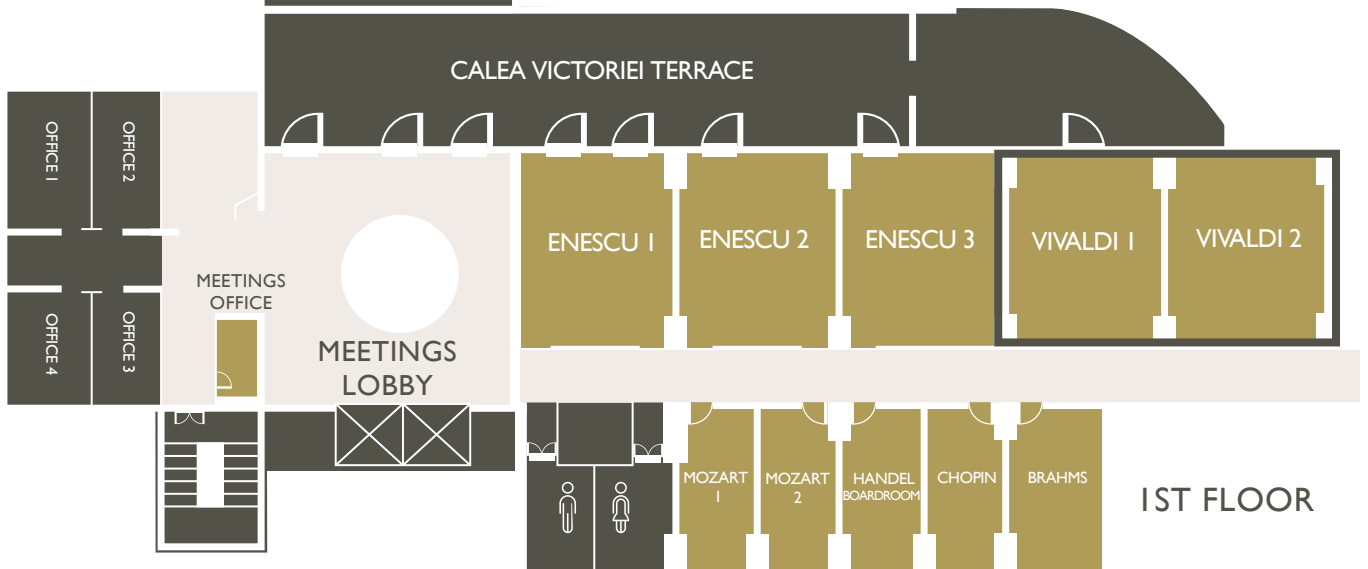 CALEA VICTORIEI TERRACE
OFFICE 1
OFFICE 2
ENESCU 1
ENESCU 2
ENESCU 3
VIVALDI 1
VIVALDI 2
MEETINGS
OFFICE
OFFICE 4
OFFICE 3
MEETINGS
LOBBY
MOZART
1
MOZART
2
HANDEL
BOARDROOM
CHOPIN
BRAHMS
1ST FLOOR